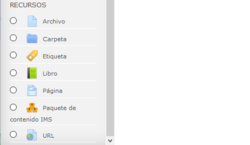 RECURSOS
Archivo
Carpeta
Etiqueta
Libro
Página
Paquete de
contenido IMS
URL